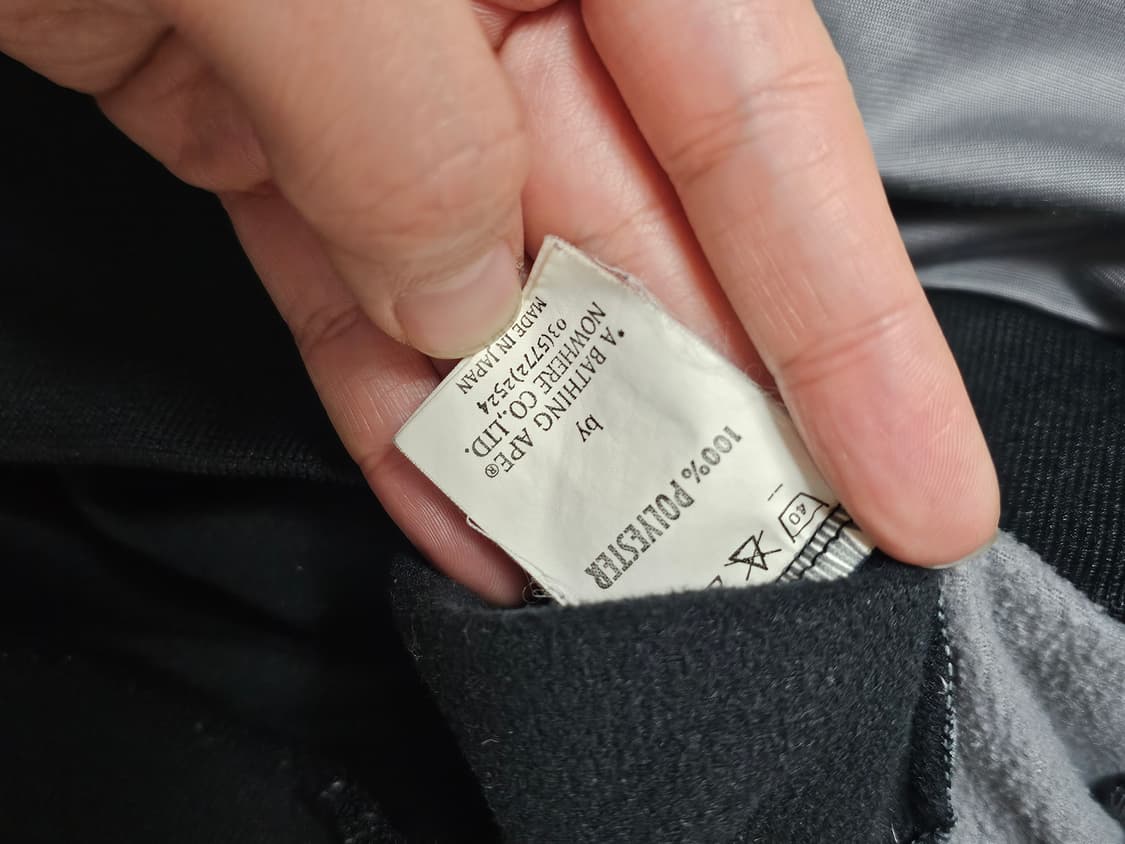 40
100% POLYESTER
by
*A BATHING APE®
NOWHERE CO.,LTD.
03(5772)2524
MADE IN JAPAN